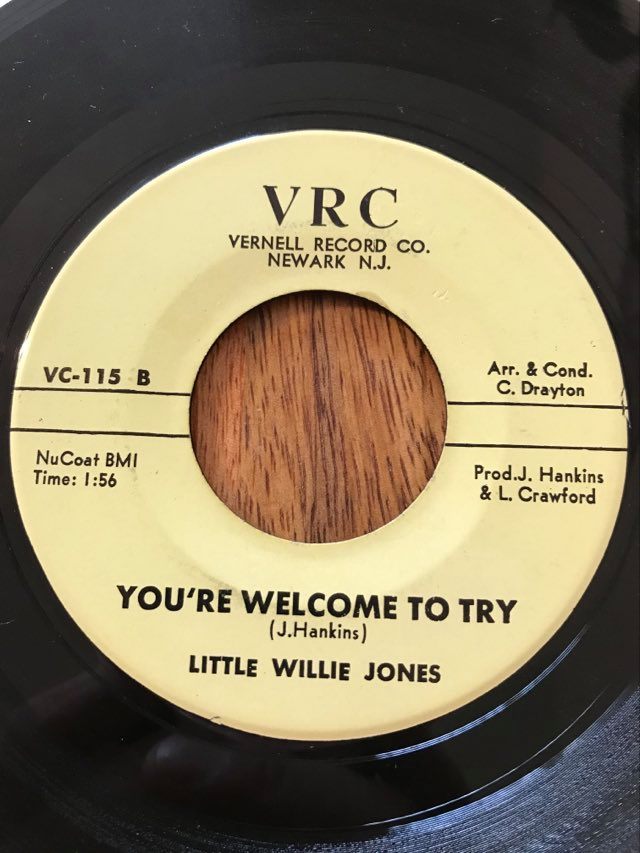 VRC
VERNELL RECORD CO.
NEWARK N.J.
VC-115 B
Arr. & Cond.
C. Drayton
NuCoat BMI
Time: 1:56
Prod.J. Hankins
& L. Crawford
YOU'RE WELCOME TO TRY
(J.Hankins)
LITTLE WILLIE JONES